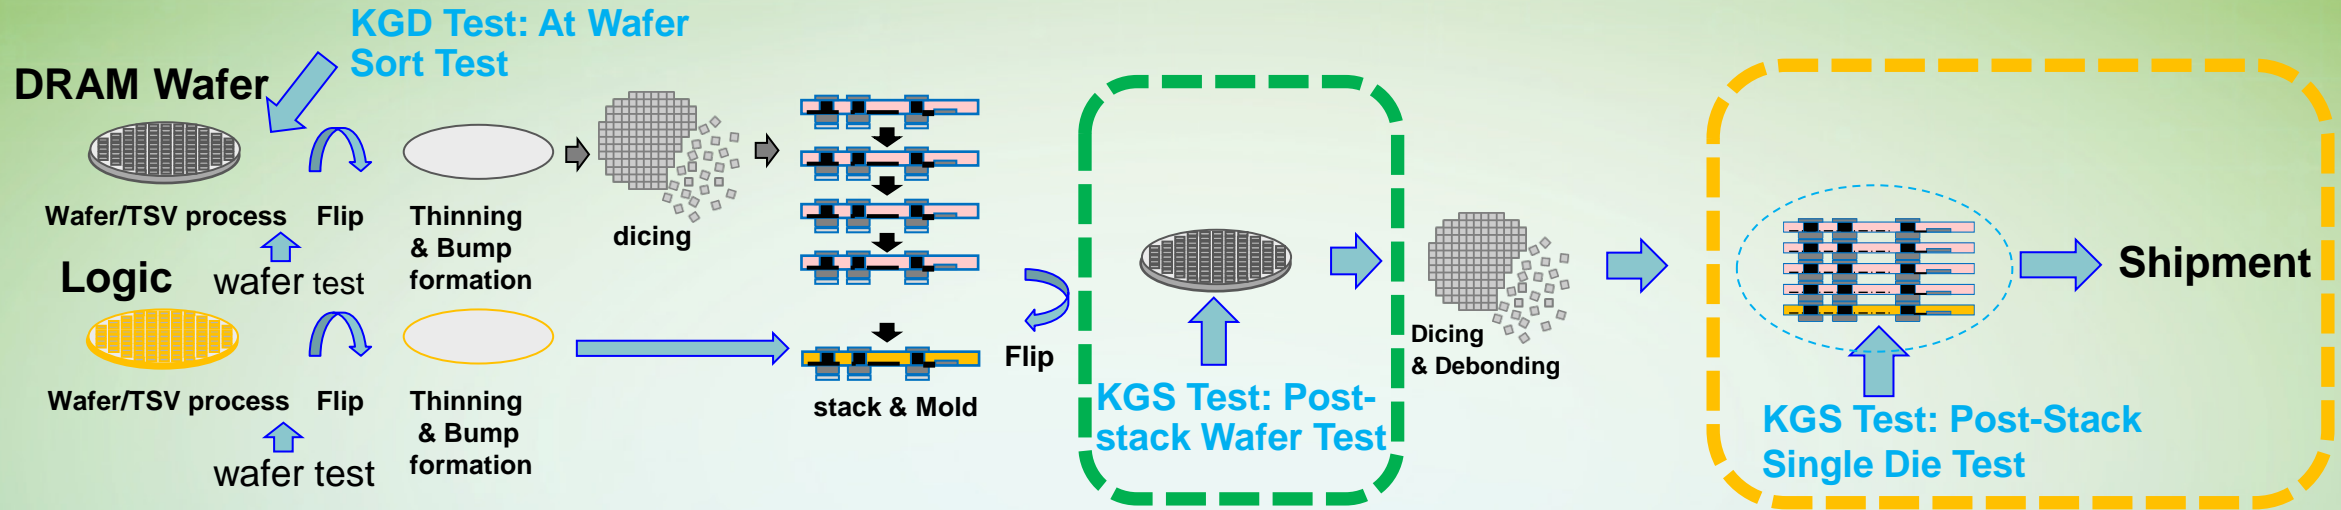 KGD Test: At Wafer
Sort Test
DRAM Wafer
Wafer/TSV process
Flip
Thinning
& Bump
formation
dicing
wafer test
Logic
Wafer/TSV process
Flip
Thinning
& Bump
formation
wafer test
stack & Mold
Flip
KGS Test: Post-
stack Wafer Test
Dicing
& Debonding
KGS Test: Post-Stack
Single Die Test
Shipment